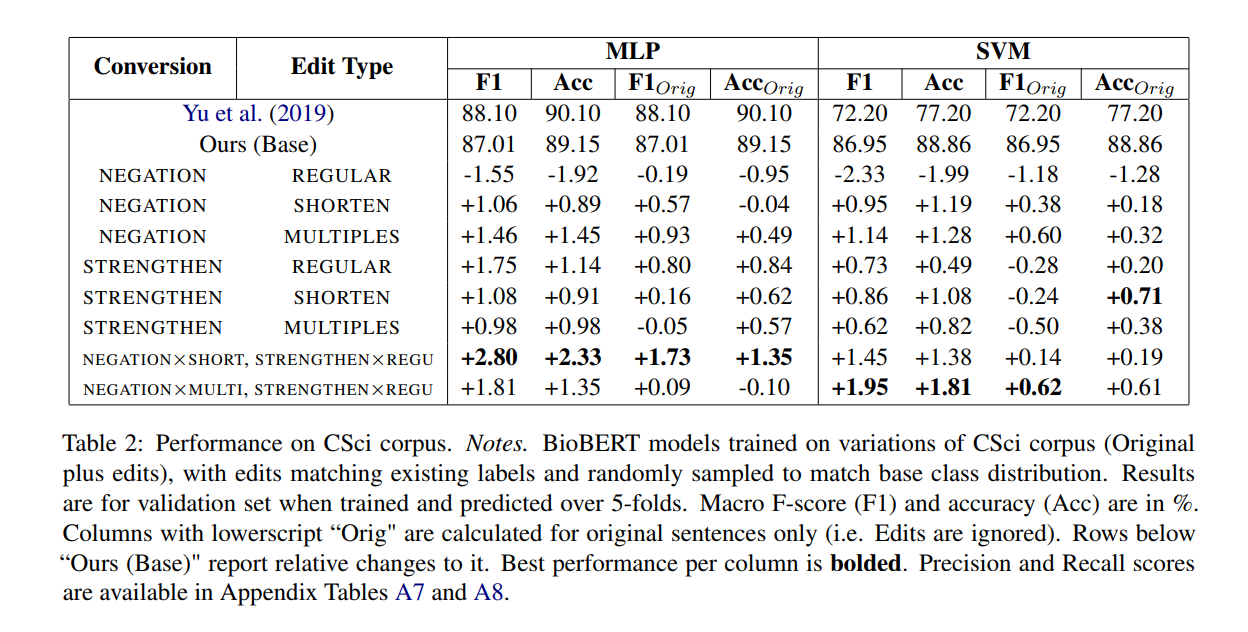 Conversion Edit Type MLP SVM
F1 Acc F1Orig AccOrig F1 Acc F1Orig AccOrig
Yu et al. (2019) 88.10 90.10 88.10 90.10 72.20 77.20 72.20 77.20
Ours (Base) 87.01 89.15 87.01 89.15 86.95 88.86 86.95 88.86
NEGATION REGULAR -1.55 -1.92 -0.19 -0.95 -2.33 -1.99 -1.18 -1.28
NEGATION SHORTEN +1.06 +0.89 +0.57 -0.04 +0.95 +1.19 +0.38 +0.18
NEGATION MULTIPLES +1.46 +1.45 +0.93 +0.49 +1.14 +1.28 +0.60 +0.32
STRENGTHEN REGULAR +1.75 +1.14 +0.80 +0.84 +0.73 +0.49 -0.28 +0.20
STRENGTHEN SHORTEN +1.08 +0.91 +0.16 +0.62 +0.86 +1.08 -0.24 +0.71
STRENGTHEN MULTIPLES +0.98 +0.98 -0.05 +0.57 +0.62 +0.82 -0.50 +0.38
NEGATION×SHORT, STRENGTHEN×REGU +2.80 +2.33 +1.73 +1.35 +1.45 +1.38 +0.14 +0.19
NEGATION×MULTI, STRENGTHEN×REGU +1.81 +1.35 +0.09 -0.10 +1.95 +1.81 +0.62 +0.61
Table 2: Performance on CSci corpus. Notes. BioBERT models trained on variations of CSci corpus (Original
plus edits), with edits matching existing labels and randomly sampled to match base class distribution. Results
are for validation set when trained and predicted over 5-folds. Macro F-score (F1) and accuracy (Acc) are in %.
Columns with lowerscript “Orig" are calculated for original sentences only (i.e. Edits are ignored). Rows below
“Ours (Base)" report relative changes to it. Best performance per column is bolded. Precision and Recall scores
are available in Appendix Tables A7 and A8.